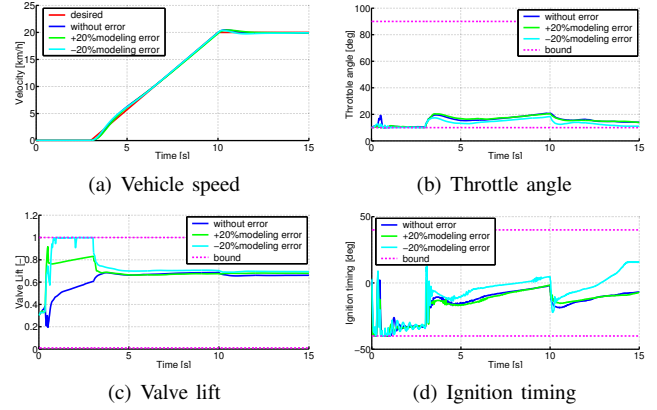 25
20
15
10
5
0
Velocity [km/h]
desired
without error
+20%modeling error
−20%modeling error
0
5
10
15
Time [s]
(a) Vehicle speed
100
80
60
40
20
0
Throttle angle [deg]
without error
+20%modeling error
−20%modeling error
bound
0
5
10
15
Time [s]
(b) Throttle angle
1.2
1
0.8
0.6
0.4
0.2
0
Valve Lift [−]
without error
+20%modeling error
−20%modeling error
bound
0
5
10
15
Time [s]
(c) Valve lift
50
0
−50
Ignition timing [deg]
without error
+20%modeling error
−20%modeling error
bound
0
5
10
15
Time [s]
(d) Ignition timing